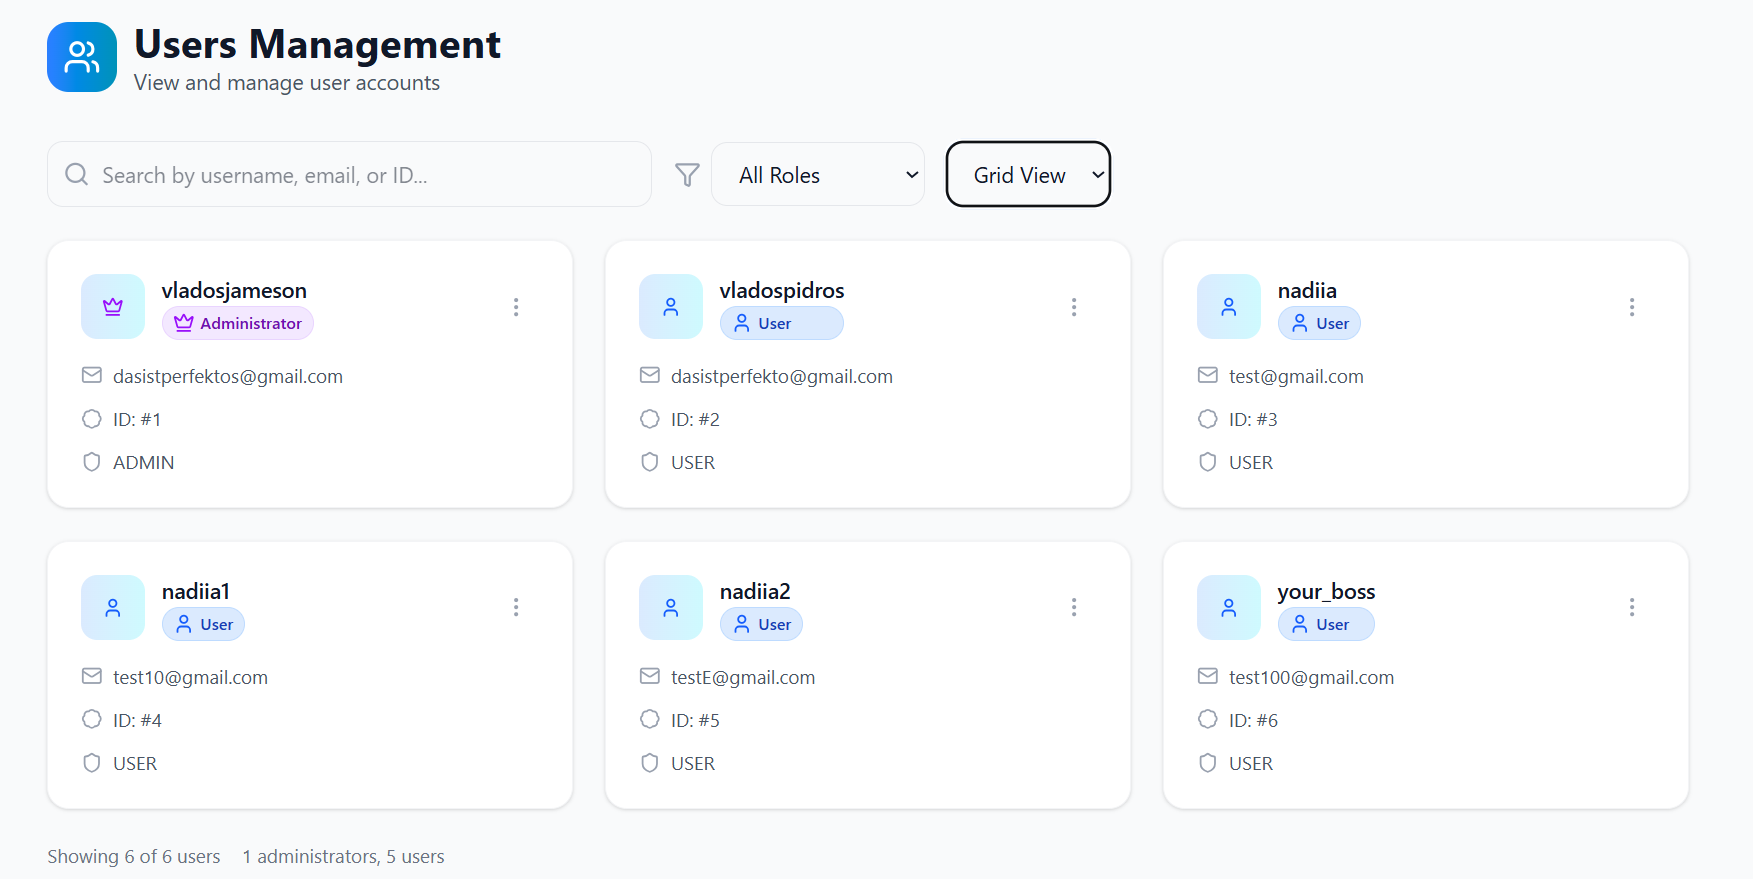 Users Management
View and manage user accounts
Search by username, email, or ID...
All Roles
Grid View
vladosjameson
Administrator
dasistperfektos@gmail.com
ID: #1
ADMIN
vladospidros
User
dasistperfekto@gmail.com
ID: #2
USER
nadiia
User
test@gmail.com
ID: #3
USER
nadiia1
User
test10@gmail.com
ID: #4
USER
nadiia2
User
testE@gmail.com
ID: #5
USER
your_boss
User
test100@gmail.com
ID: #6
USER
Showing 6 of 6 users 1 administrators, 5 users